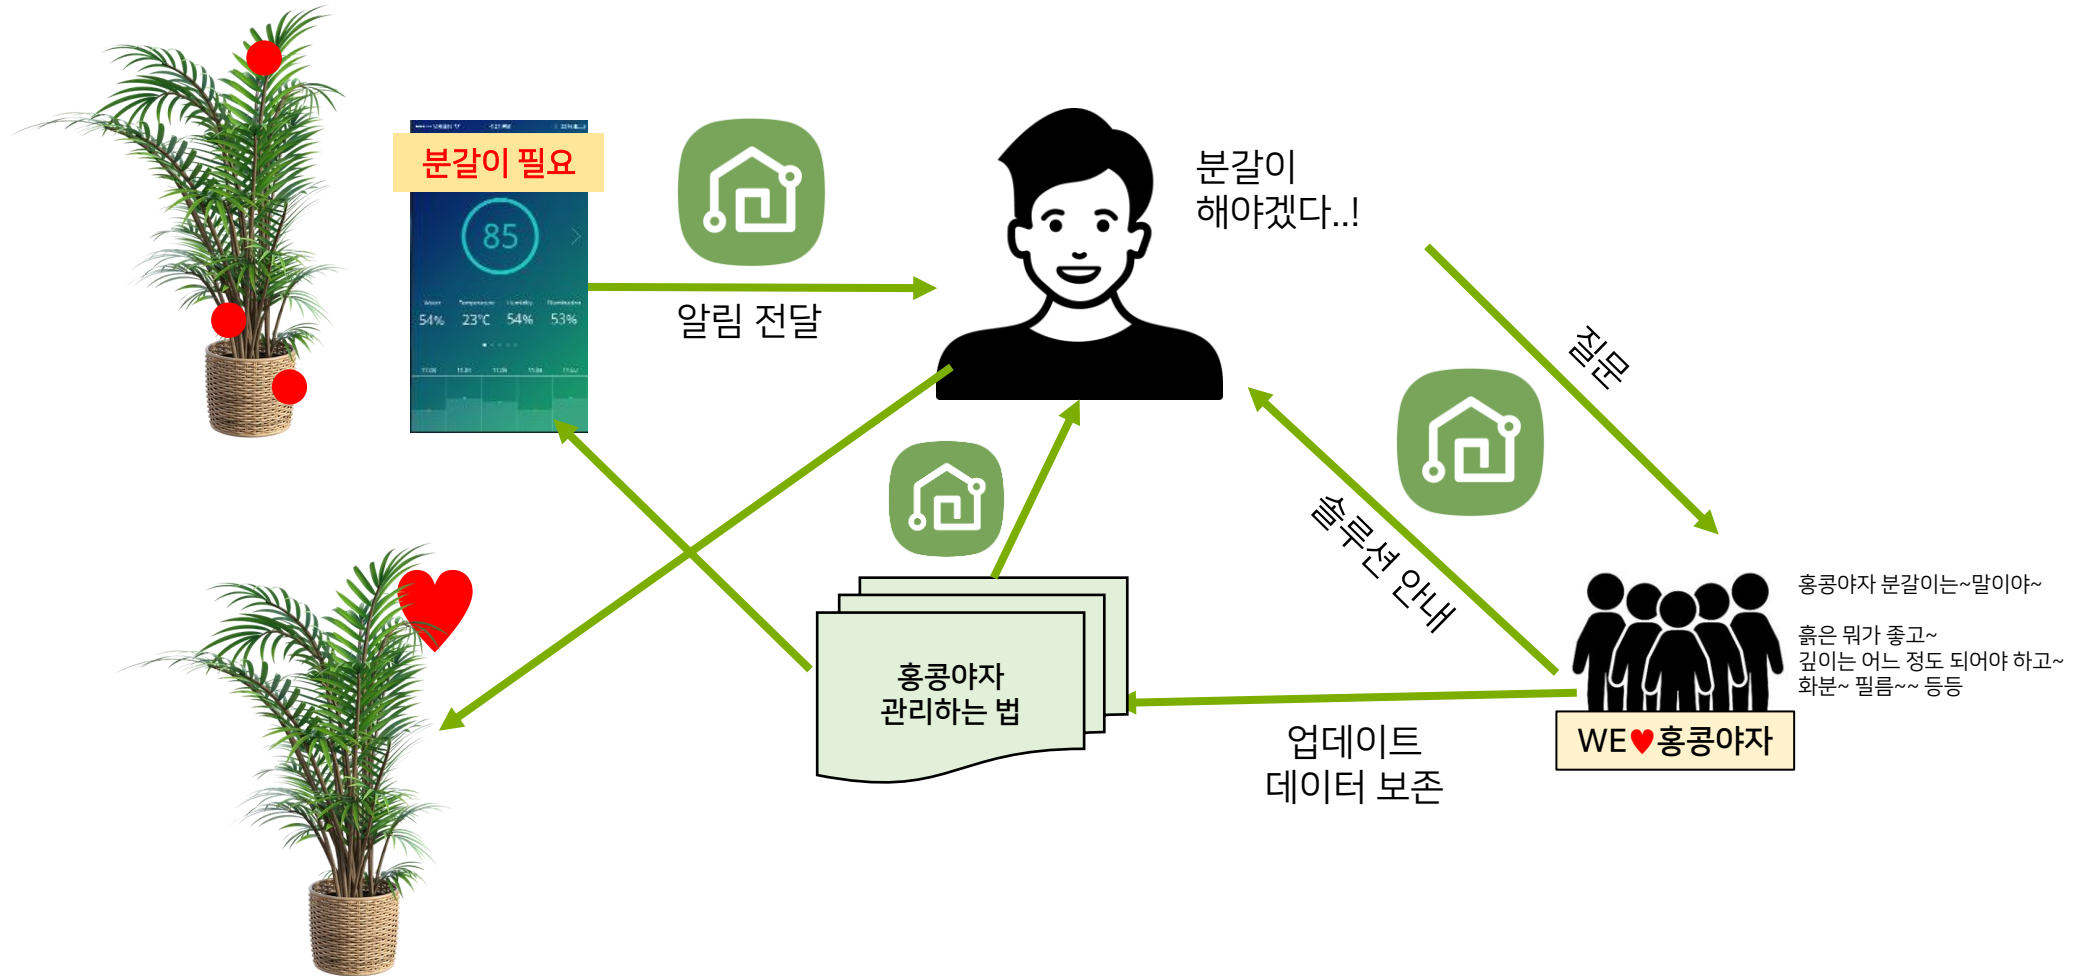 분갈이 필요
85
Water Temperature Humidity Illumination
54% 23°C 54% 53%
알림 전달
분갈이
해야겠다..!
질문
솔루션 안내
홍콩야자
관리하는 법
업데이트
데이터 보존
홍콩야자 분갈이는~말이야~
흙은 뭐가 좋고~
깊이는 어느 정도 되어야 하고~
화분~ 필름~~ 등등
WE♥홍콩야자